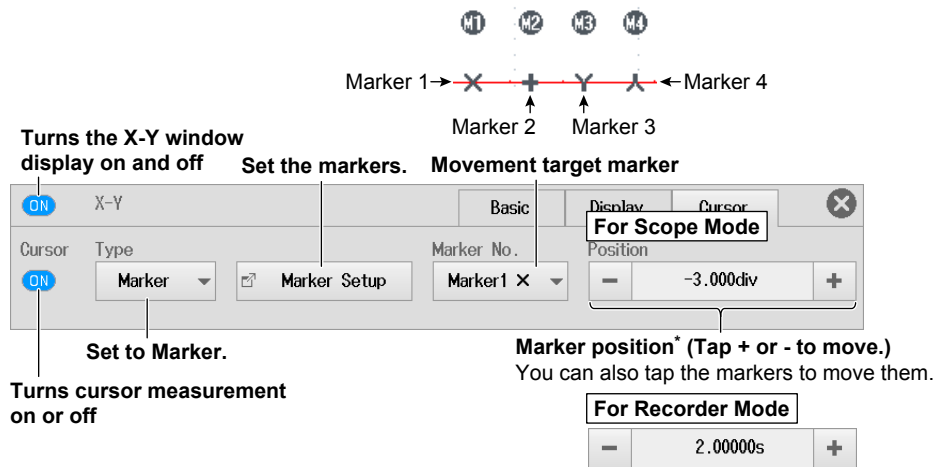 M1 M2 M3 M4
Marker 1 Marker 4
Marker 2 Marker 3
Turns the X-Y window
display on and off
Set the markers.
Movement target marker
ON X-Y Basic Display Cursor
For Scope Mode
Cursor Type Marker No. Position
ON Marker Marker Setup Marker1 × − -3.000div +
Set to Marker.
Marker position* (Tap + or - to move.)
You can also tap the markers to move them.
Turns cursor measurement
on or off
For Recorder Mode
− 2.00000s +